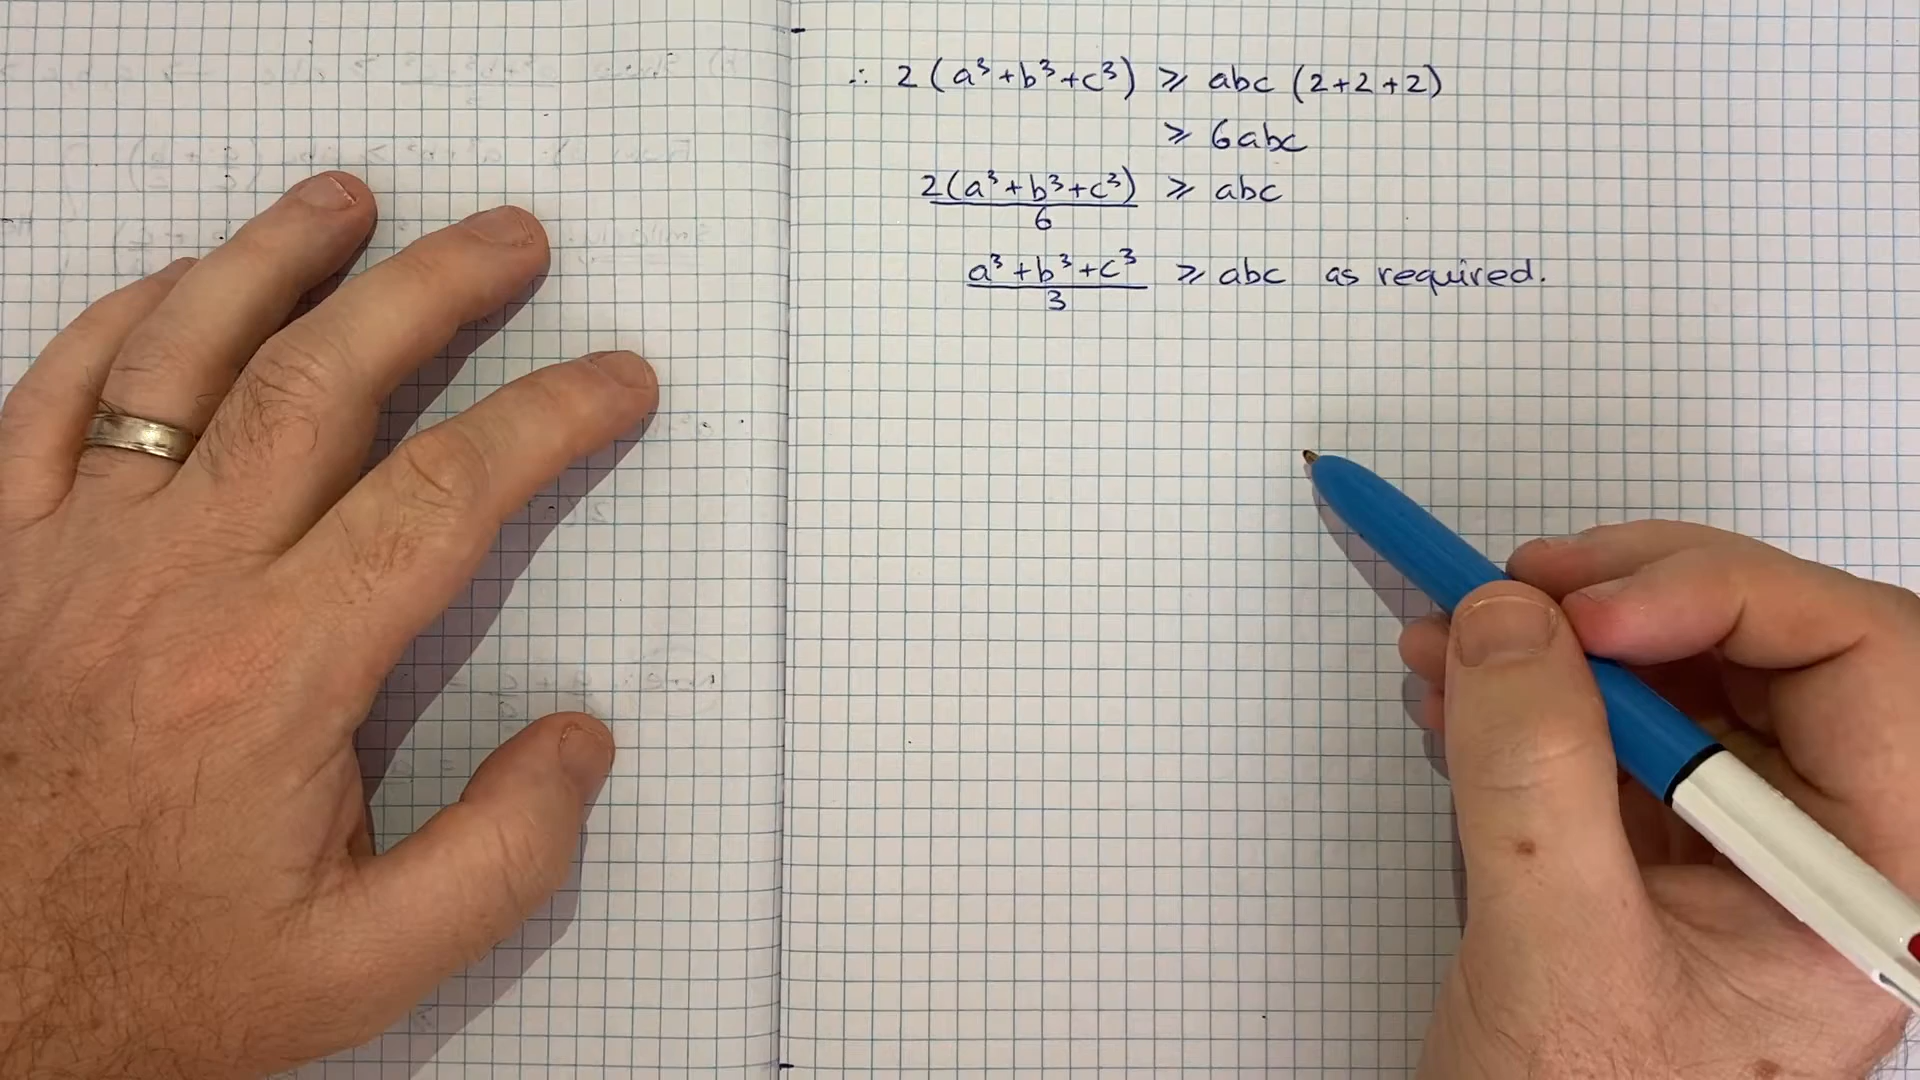 ∴ 2(a³+b³+c³) ⩾ abc (2+2+2)
⩾ 6abc
2(a³+b³+c³)/6 ⩾ abc
a³+b³+c³/3 ⩾ abc as required.